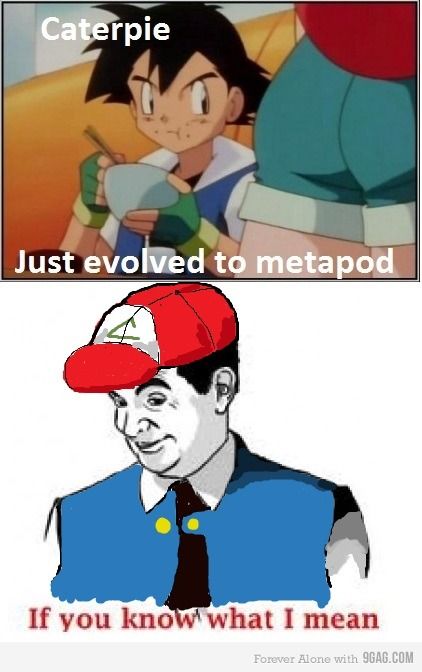 Caterpie
Just evolved to metapod
If you know what I mean
Forever Alone with 9GAG.COM